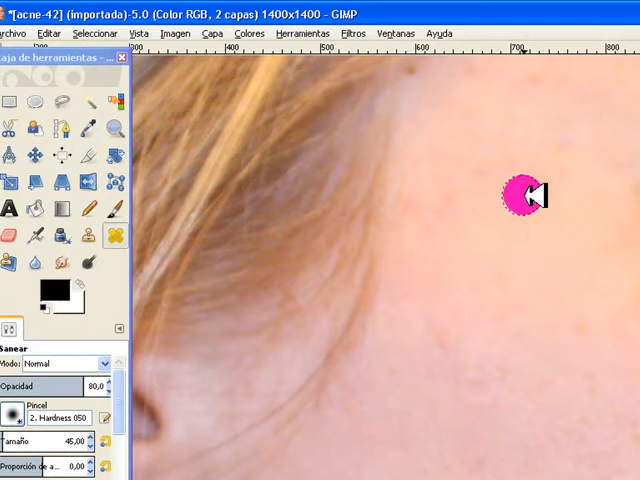 *[acne-42] (importada)-5.0 (Color RGB, 2 capas) 1400x1400 - GIMP
rchivo Editar Seleccionar Vista Imagen Capa Colores Herramientas Filtros Ventanas Ayuda
300 400 500 600 700 800
aja de herramientas - ...
A
Sanear
Modo: Normal
Opacidad 80,0
Pincel
2. Hardness 050
Tamaño 45,00
Proporción de a... 0,00